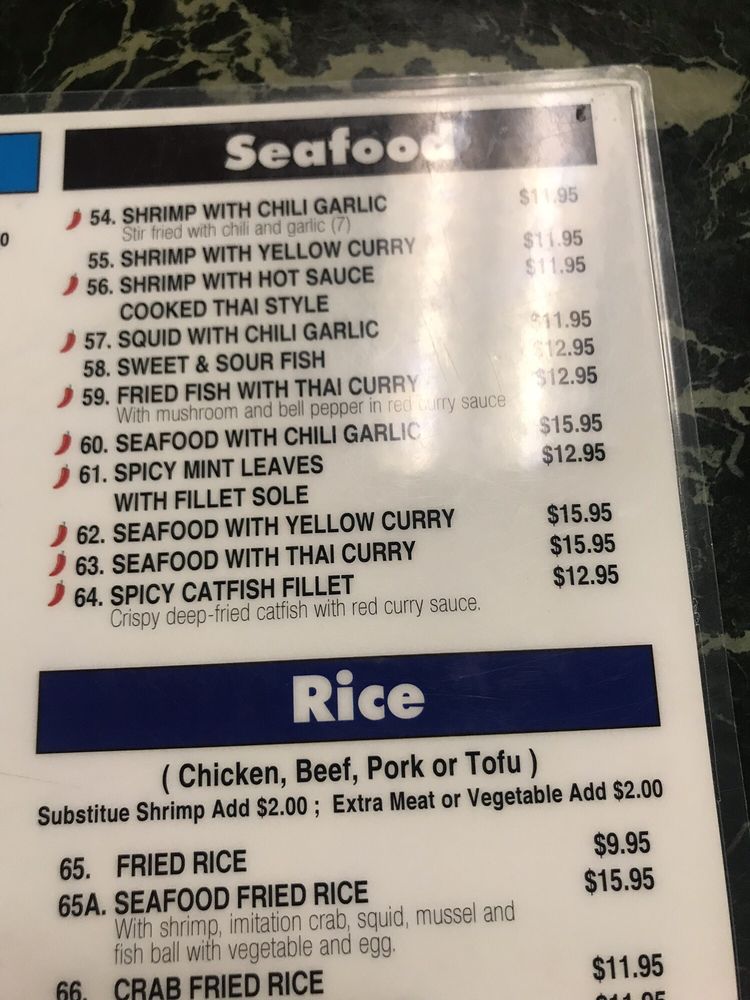 Seafood
54. SHRIMP WITH CHILI GARLIC $11.95
Stir fried with chili and garlic (7)
55. SHRIMP WITH YELLOW CURRY $11.95
56. SHRIMP WITH HOT SAUCE $11.95
COOKED THAI STYLE
57. SQUID WITH CHILI GARLIC $11.95
58. SWEET & SOUR FISH $12.95
59. FRIED FISH WITH THAI CURRY $12.95
With mushroom and bell pepper in red curry sauce
60. SEAFOOD WITH CHILI GARLIC $15.95
61. SPICY MINT LEAVES $12.95
WITH FILLET SOLE
62. SEAFOOD WITH YELLOW CURRY $15.95
63. SEAFOOD WITH THAI CURRY $15.95
64. SPICY CATFISH FILLET $12.95
Crispy deep-fried catfish with red curry sauce.
Rice
( Chicken, Beef, Pork or Tofu )
Substitue Shrimp Add $2.00 ; Extra Meat or Vegetable Add $2.00
65. FRIED RICE $9.95
65A. SEAFOOD FRIED RICE $15.95
With shrimp, imitation crab, squid, mussel and
fish ball with vegetable and egg.
66. CRAB FRIED RICE $11.95